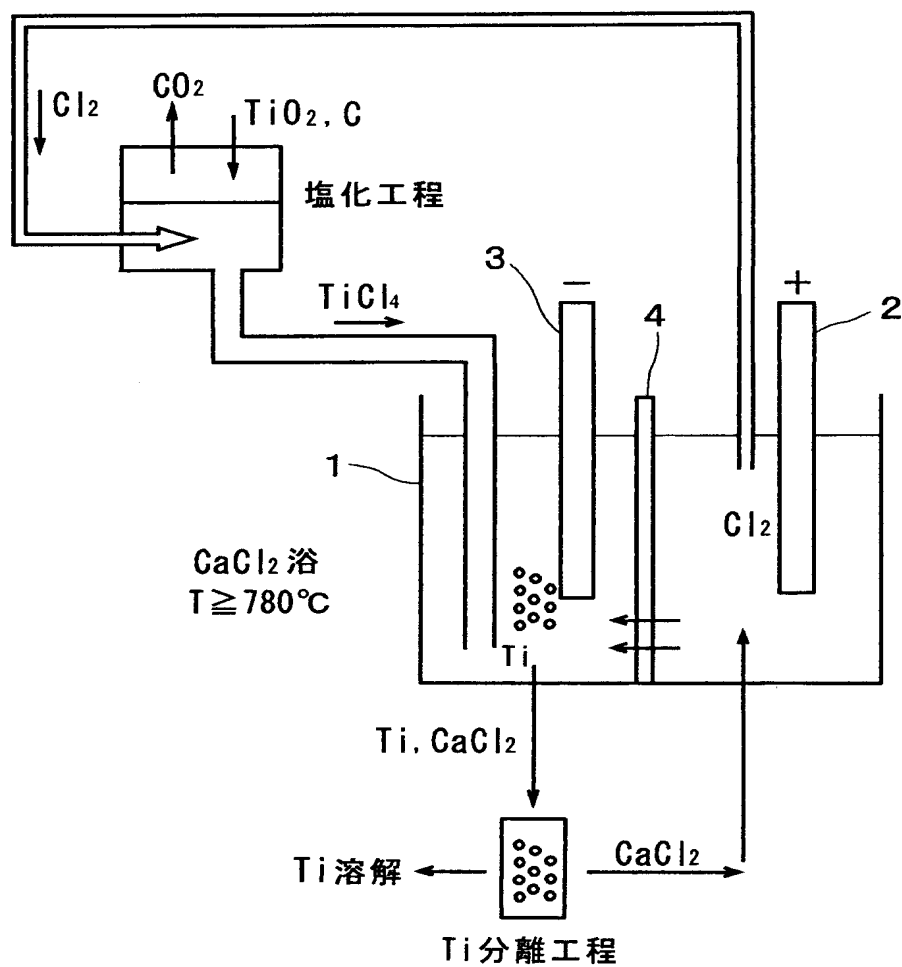 CO₂
Cl₂
TiO₂, C
塩化工程
TiCl₄
3
－
＋
2
4
1
Cl₂
CaCl₂浴
T≧780℃
Ti
Ti, CaCl₂
CaCl₂
Ti溶解
Ti分離工程